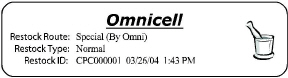 Omnicell
Restock Route: Special (By Omni)
Restock Type: Normal
Restock ID: CPC000001 03/26/04 1:43 PM